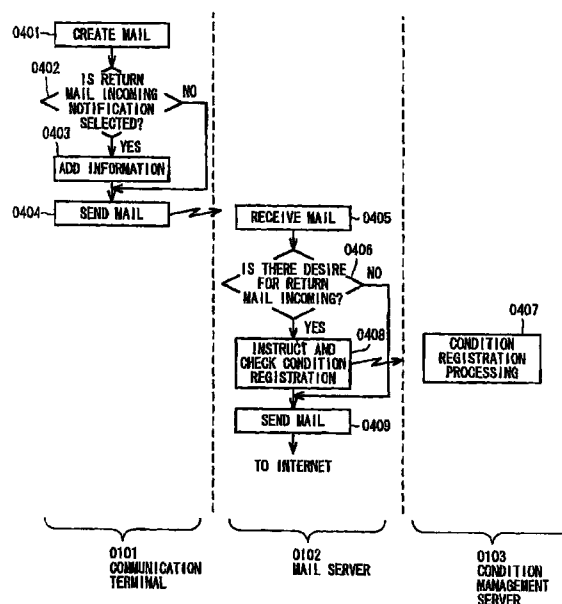 0401
CREATE MAIL
0402
IS RETURN
MAIL INCOMING
NOTIFICATION
SELECTED?
NO
0403
YES
ADD INFORMATION
0404
SEND MAIL
RECEIVE MAIL
0405
0406
IS THERE DESIRE
FOR RETURN
MAIL INCOMING?
NO
YES
0408
INSTRUCT AND
CHECK CONDITION
REGISTRATION
0407
CONDITION
REGISTRATION
PROCESSING
SEND MAIL
0409
TO INTERNET
0101
COMMUNICATION
TERMINAL
0102
MAIL SERVER
0103
CONDITION
MANAGEMENT
SERVER